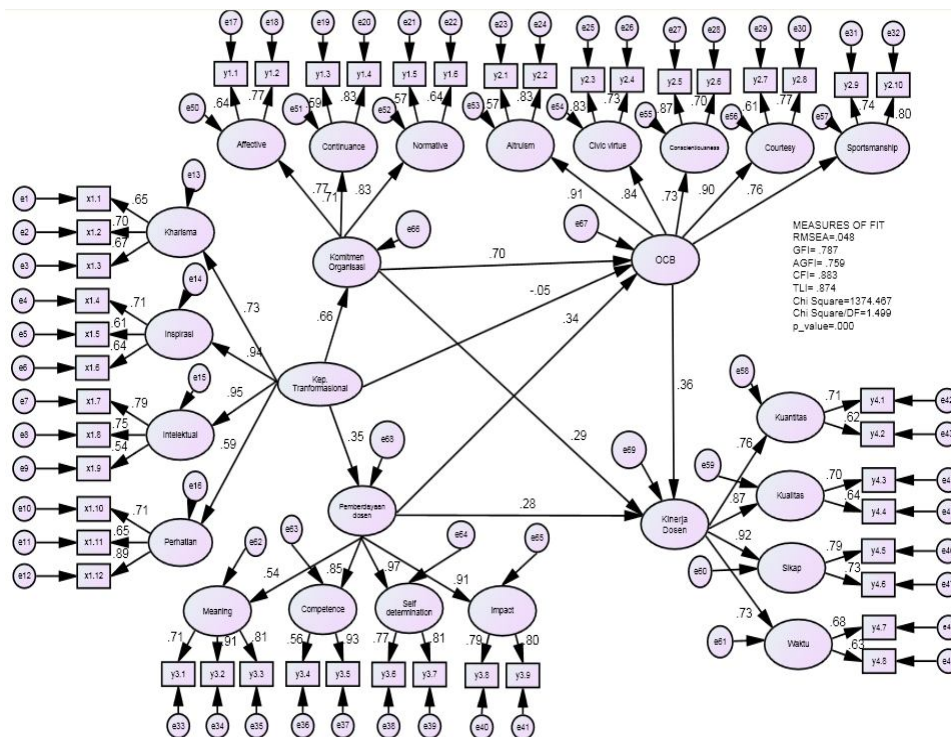 e17 e18 e19 e20 e21 e22 e23 e24 e25 e26 e27 e28 e29 e30 e31 e32
y1.1 y1.2 y1.3 y1.4 y1.5 y1.6 y2.1 y2.2 y2.3 y2.4 y2.5 y2.6 y2.7 y2.8 y2.9 y2.10
.64 .77 .59 .83 .57 .64 .57 .83 .83 .73 .87 .70 .61 .77 .74 .80
e50 e51 e52 e53 e54 e55 e56 e57
Affective Continuance Normative Altruism Civic virtue Conscientiousness Courtesy Sportsmanship
.77 .71 .83 .91 .84 .73 .90 .76
e1 x1.1 .65 e13
e2 x1.2 .70 Kharisma
e3 x1.3 .67
e66
Komitmen
Organisasi
.70
e67
OCB
MEASURES OF FIT
RMSEA=.048
GFI= .787
AGFI= .759
CFI= .883
TLI= .874
Chi Square=1374.467
Chi Square/DF=1.499
p_value=.000
e4 x1.4 .71 e14
e5 x1.5 .61 Inspirasi
e6 x1.6 .64
.73 .66 -.05 .34
.94
Kep.
Tranformasional
.95
.36
e7 x1.7 .79 e15
e8 x1.8 .75 Intelektual
e9 x1.9 .54
.59
.35
.29
e68
e69
e58
Kuantitas
.71 y4.1
.62 y4.2
.76
e10 x1.10 .71 e16
e11 x1.11 .65 Perhatian
e12 x1.12 .89
Pemberdayaan
dosen
.28
Kinerja
Dosen
e59
.87
Kualitas
.70 y4.3
.64 y4.4
e62 e63 e64 e65
.54 .85 .97 .91
.92
e60
Sikap
.79 y4.5
.73 y4.6
Meaning Competence Self
determination Impact
.73
e61
Waktu
.68 y4.7
.63 y4.8
.71 .91 .81 .56 .93 .77 .81 .79 .80
y3.1 y3.2 y3.3 y3.4 y3.5 y3.6 y3.7 y3.8 y3.9
e33 e34 e35 e36 e37 e38 e39 e40 e41